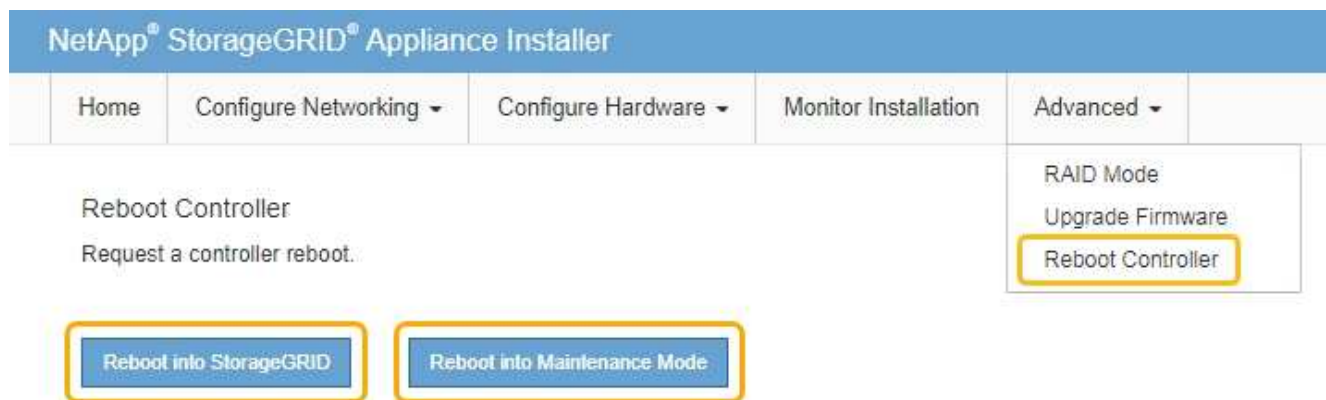 NetApp® StorageGRID® Appliance Installer
Home Configure Networking Configure Hardware Monitor Installation Advanced
RAID Mode
Upgrade Firmware
Reboot Controller
Reboot Controller
Request a controller reboot.
Reboot into StorageGRID Reboot into Maintenance Mode